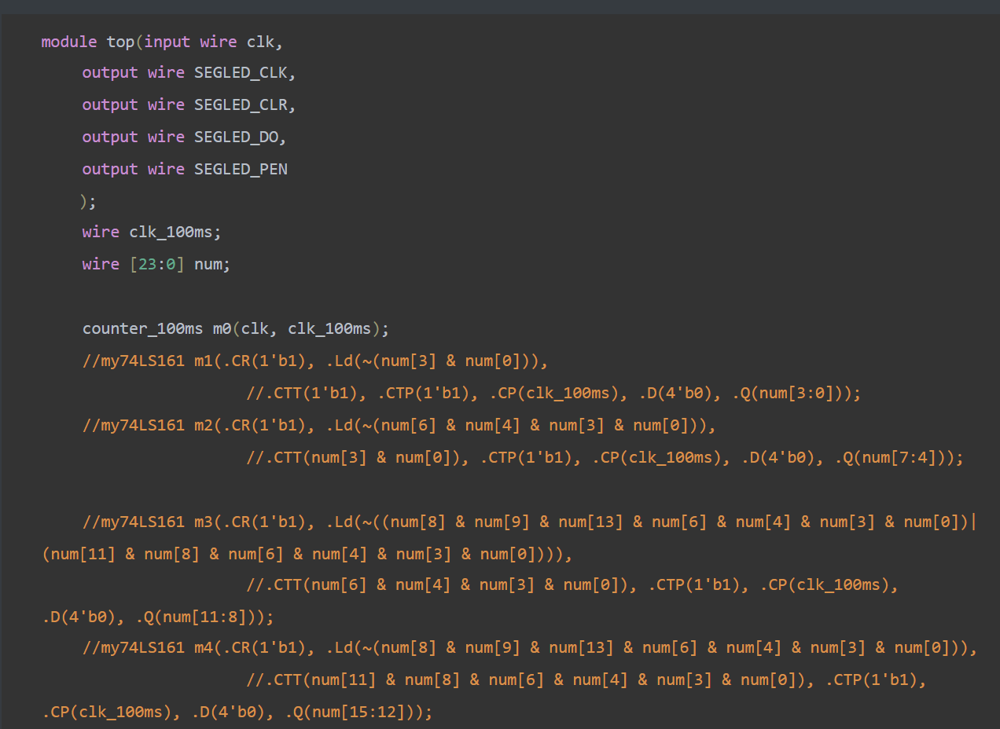 module top(input wire clk,
output wire SEGLED_CLK,
output wire SEGLED_CLR,
output wire SEGLED_DO,
output wire SEGLED_PEN
);
wire clk_100ms;
wire [23:0] num;
counter_100ms m0(clk, clk_100ms);
//my74LS161 m1(.CR(1'b1), .Ld(~(num[3] & num[0])),
//.CTT(1'b1), .CTP(1'b1), .CP(clk_100ms), .D(4'b0), .Q(num[3:0]));
//my74LS161 m2(.CR(1'b1), .Ld(~(num[6] & num[4] & num[3] & num[0])),
//.CTT(num[3] & num[0]), .CTP(1'b1), .CP(clk_100ms), .D(4'b0), .Q(num[7:4]));
//my74LS161 m3(.CR(1'b1), .Ld(~((num[8] & num[9] & num[13] & num[6] & num[4] & num[3] & num[0])|
(num[11] & num[8] & num[6] & num[4] & num[3] & num[0]))),
//.CTT(num[6] & num[4] & num[3] & num[0]), .CTP(1'b1), .CP(clk_100ms),
.D(4'b0), .Q(num[11:8]));
//my74LS161 m4(.CR(1'b1), .Ld(~(num[8] & num[9] & num[13] & num[6] & num[4] & num[3] & num[0])),
//.CTT(num[11] & num[8] & num[6] & num[4] & num[3] & num[0]), .CTP(1'b1),
.CP(clk_100ms), .D(4'b0), .Q(num[15:12]));